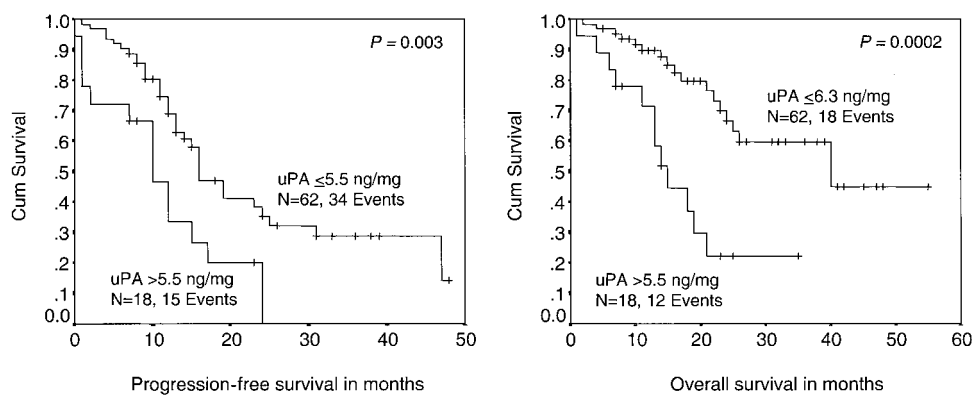 1.0
.9
.8
.7
.6
.5
.4
.3
.2
.1
0.0
Cum Survival
P = 0.003
uPA ≤5.5 ng/mg
N=62, 34 Events
uPA >5.5 ng/mg
N=18, 15 Events
0 10 20 30 40 50
Progression-free survival in months
1.0
.9
.8
.7
.6
.5
.4
.3
.2
.1
0.0
Cum Survival
P = 0.0002
uPA ≤6.3 ng/mg
N=62, 18 Events
uPA >5.5 ng/mg
N=18, 12 Events
0 10 20 30 40 50 60
Overall survival in months